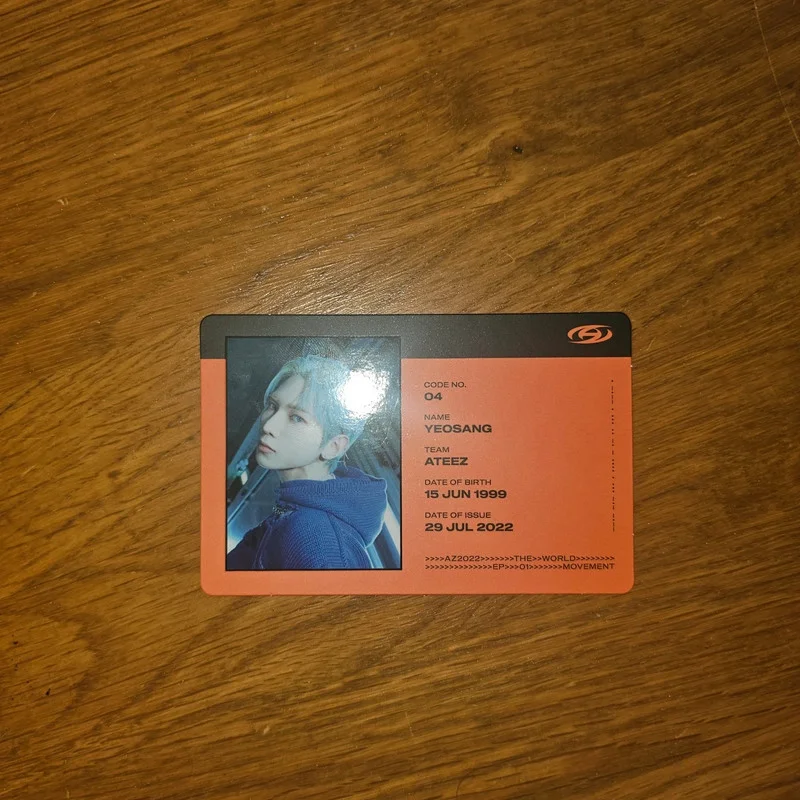 CODE NO.
04
NAME
YEOSANG
TEAM
ATEEZ
DATE OF BIRTH
15 JUN 1999
DATE OF ISSUE
29 JUL 2022
>>>>AZ2022>>>>>>>THE>>WORLD>>>>>>>>
>>>>>>>>>>>>>>EP>>>01>>>>>>>MOVEMENT